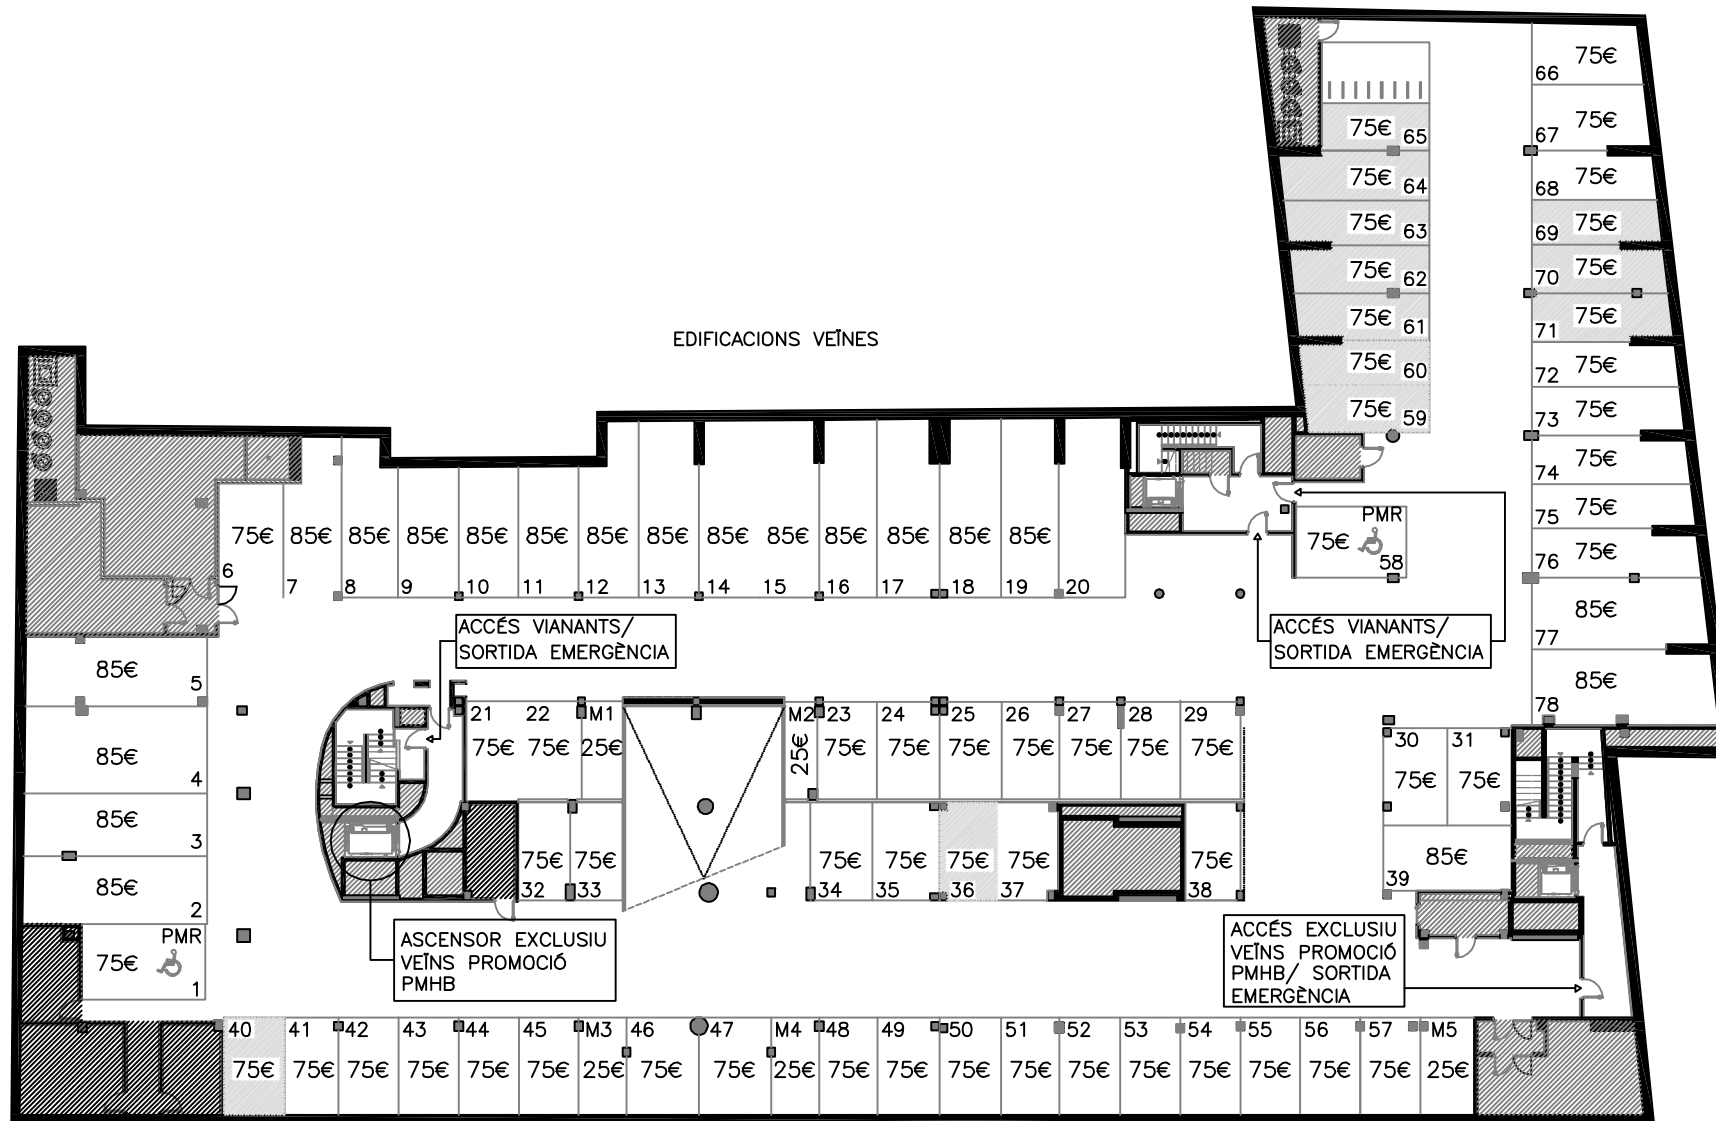 75€
66
75€
67
75€ 65
75€ 64
75€ 63
75€ 62
75€ 61
75€ 60
75€ 59
75€
68
75€
69
75€
70
75€
71
75€
72
75€
73
75€
74
75€
75
75€
76
85€
77
85€
78
EDIFICACIONS VEÏNES
75€ 85€ 85€ 85€ 85€ 85€ 85€ 85€ 85€ 85€ 85€ 85€ 85€ 85€
6 7 8 9 10 11 12 13 14 15 16 17 18 19 20
PMR
75€
58
ACCÉS VIANANTS/
SORTIDA EMERGÈNCIA
ACCÉS VIANANTS/
SORTIDA EMERGÈNCIA
85€
5
85€
4
85€
3
85€
2
PMR
75€
1
21 22 M1 M2 23 24 25 26 27 28 29
75€ 75€ 25€ 25€ 75€ 75€ 75€ 75€ 75€ 75€ 75€
30 31
75€ 75€
85€
39
75€ 75€ 75€ 75€ 75€ 75€ 75€
32 33 34 35 36 37 38
ASCENSOR EXCLUSIU
VEÏNS PROMOCIÓ
PMHB
ACCÉS EXCLUSIU
VEÏNS PROMOCIÓ
PMHB/ SORTIDA
EMERGÈNCIA
40 41 42 43 44 45 M3 46 47 M4 48 49 50 51 52 53 54 55 56 57 M5
75€ 75€ 75€ 75€ 75€ 75€ 25€ 75€ 75€ 25€ 75€ 75€ 75€ 75€ 75€ 75€ 75€ 75€ 75€ 75€ 25€